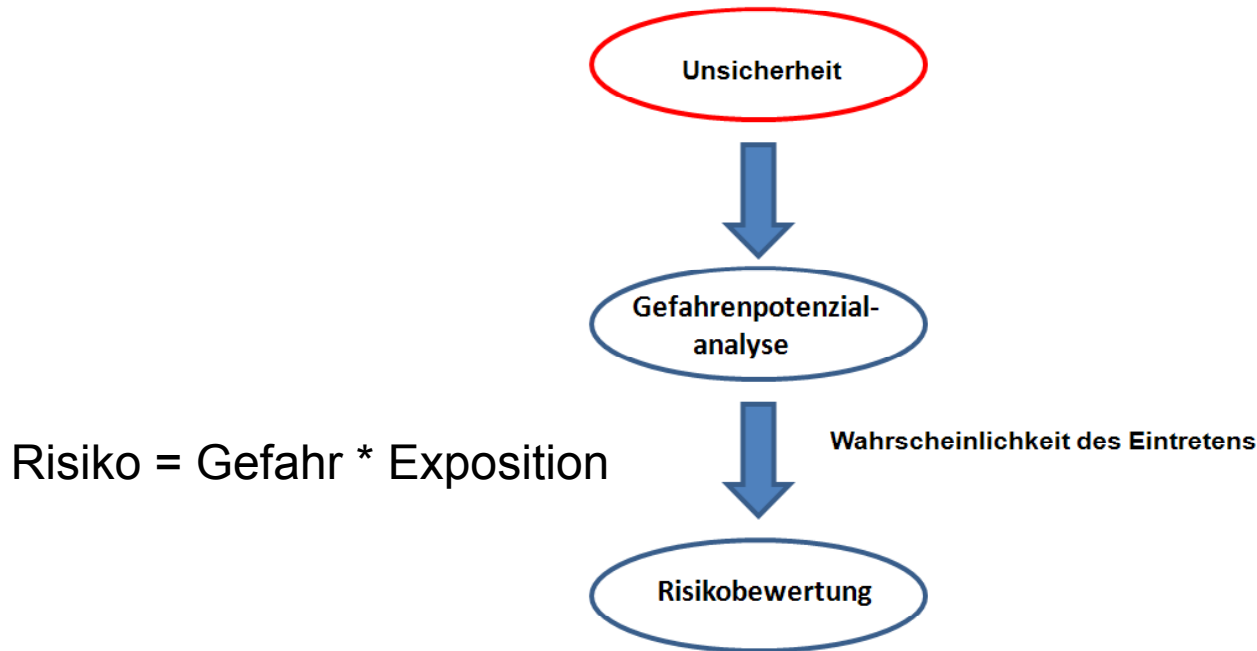 Unsicherheit
Gefahrenpotenzial-
analyse
Wahrscheinlichkeit des Eintretens
Risiko = Gefahr * Exposition
Risikobewertung